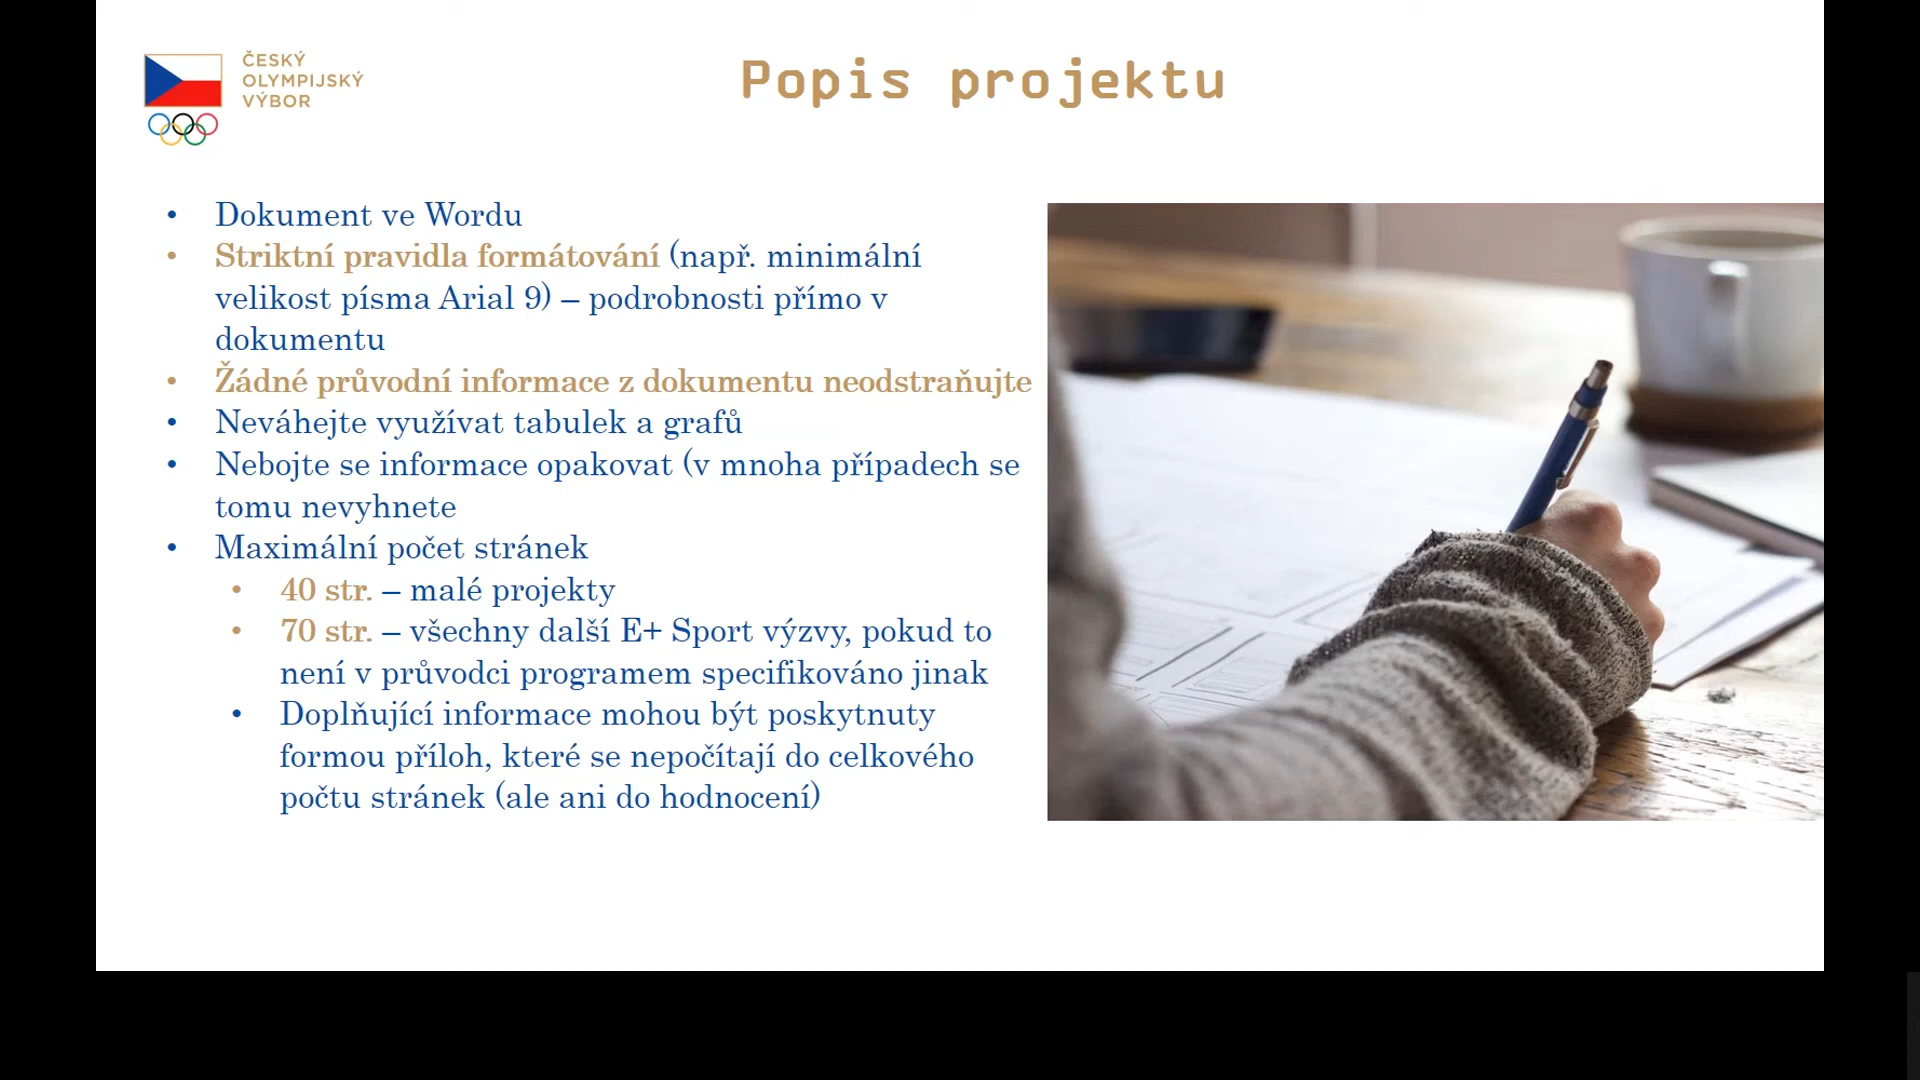 ČESKÝ
OLYMPIJSKÝ
VÝBOR
Popis projektu
• Dokument ve Wordu
• Striktní pravidla formátování (např. minimální
velikost písma Arial 9) – podrobnosti přímo v
dokumentu
• Žádné průvodní informace z dokumentu neodstraňujte
• Neváhejte využívat tabulek a grafů
• Nebojte se informace opakovat (v mnoha případech se
tomu nevyhnete
• Maximální počet stránek
• 40 str. – malé projekty
• 70 str. – všechny další E+ Sport výzvy, pokud to
není v průvodci programem specifikováno jinak
• Doplňující informace mohou být poskytnuty
formou příloh, které se nepočítají do celkového
počtu stránek (ale ani do hodnocení)